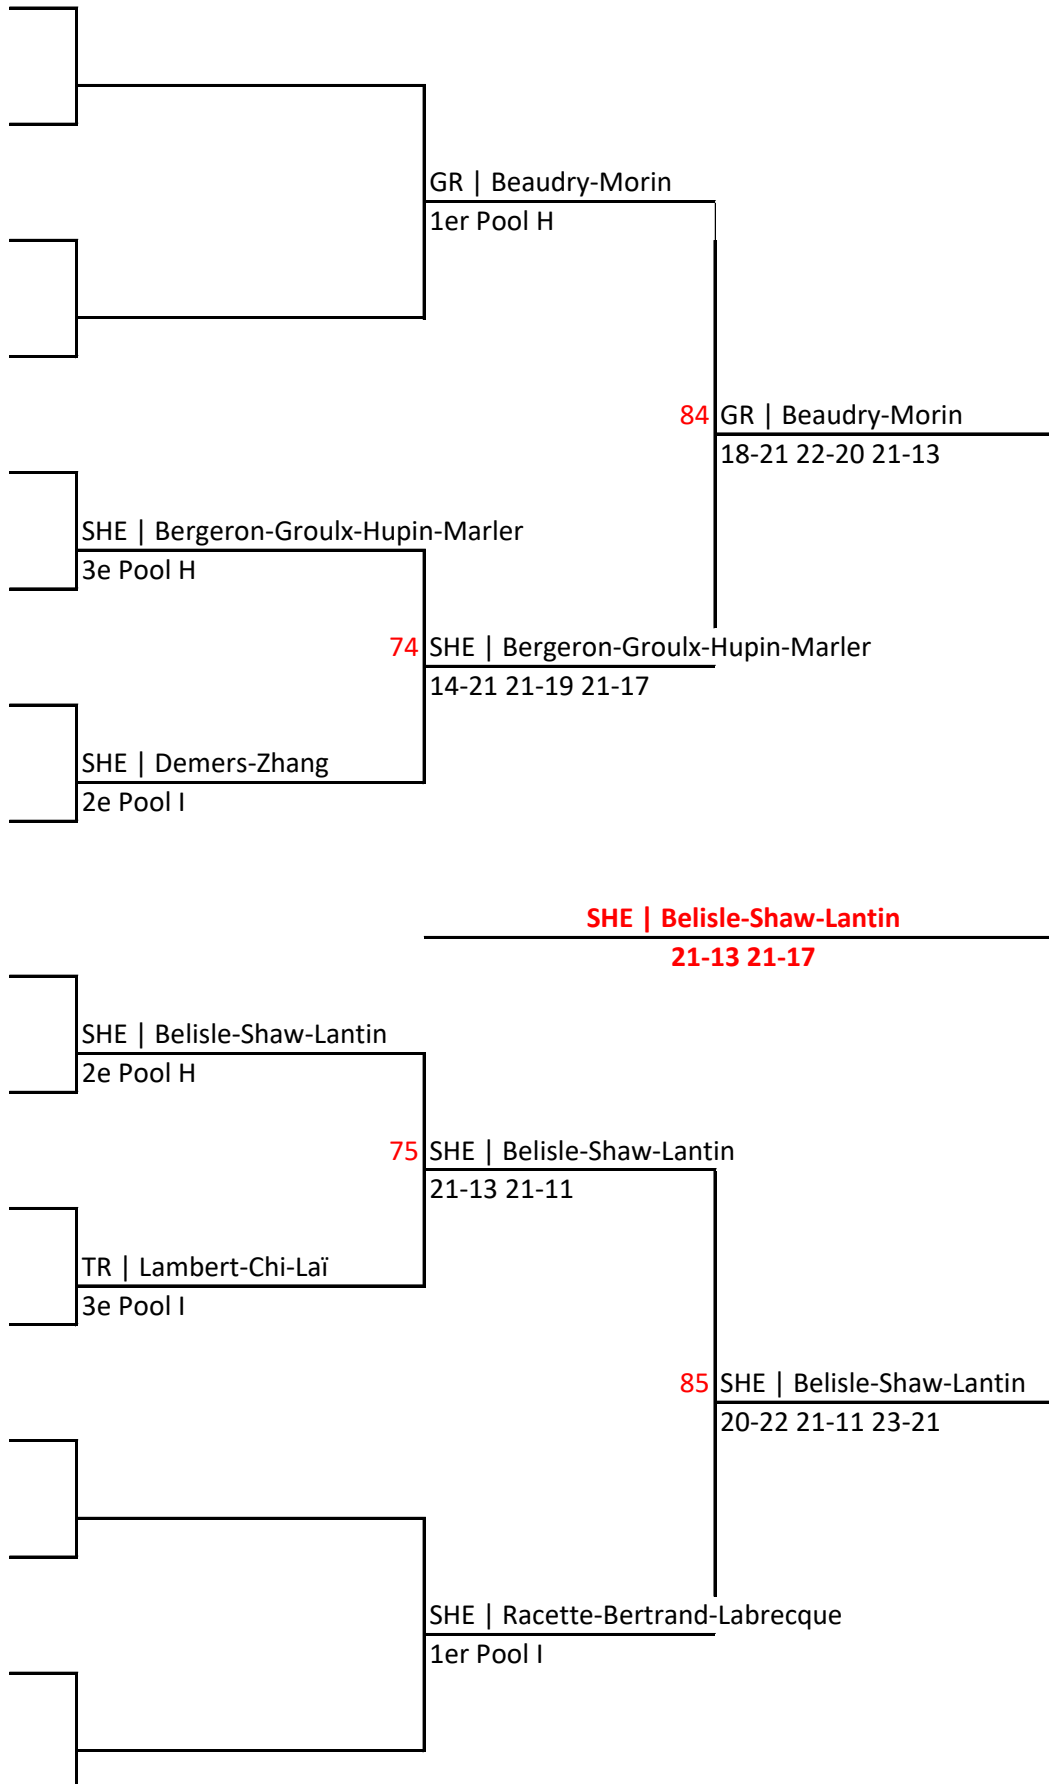 GR | Beaudry-Morin
1er Pool H
84 GR | Beaudry-Morin
18-21 22-20 21-13
SHE | Bergeron-Groulx-Hupin-Marler
3e Pool H
74 SHE | Bergeron-Groulx-Hupin-Marler
14-21 21-19 21-17
SHE | Demers-Zhang
2e Pool I
SHE | Belisle-Shaw-Lantin
21-13 21-17
SHE | Belisle-Shaw-Lantin
2e Pool H
75 SHE | Belisle-Shaw-Lantin
21-13 21-11
TR | Lambert-Chi-Laï
3e Pool I
85 SHE | Belisle-Shaw-Lantin
20-22 21-11 23-21
SHE | Racette-Bertrand-Labrecque
1er Pool I